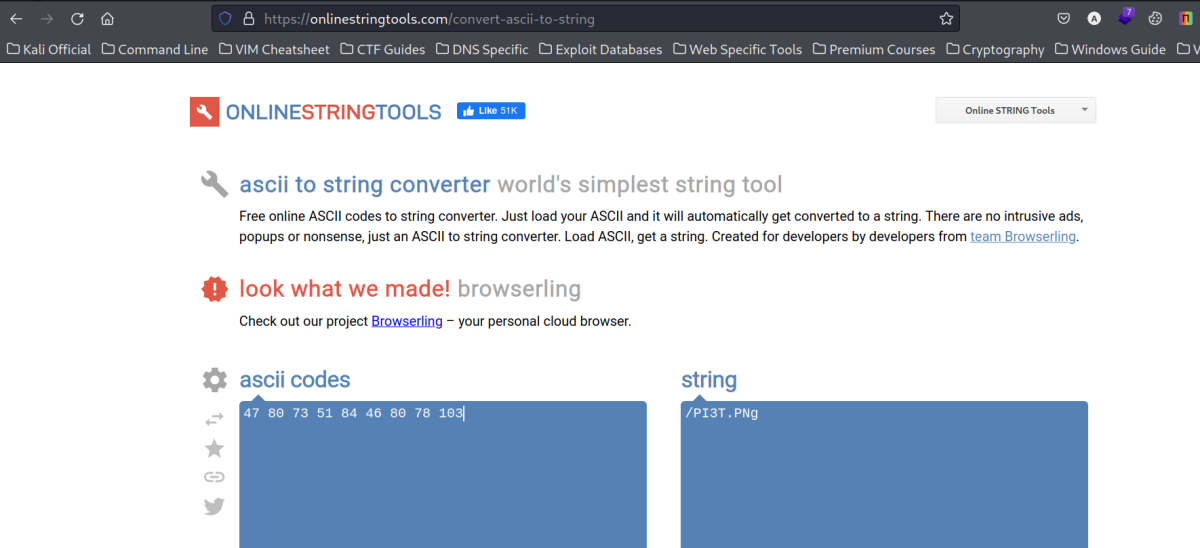 https://onlinestringtools.com/convert-ascii-to-string
A
7
Kali Official Command Line VIM Cheatsheet CTF Guides DNS Specific Exploit Databases Web Specific Tools Premium Courses Cryptography Windows Guide
ONLINESTRINGTOOLS Like 51K Online STRING Tools
ascii to string converter world's simplest string tool
Free online ASCII codes to string converter. Just load your ASCII and it will automatically get converted to a string. There are no intrusive ads,
popups or nonsense, just an ASCII to string converter. Load ASCII, get a string. Created for developers by developers from team Browserling.
look what we made! browserling
Check out our project Browserling – your personal cloud browser.
ascii codes string
47 80 73 51 84 46 80 78 103 /PI3T.PNg